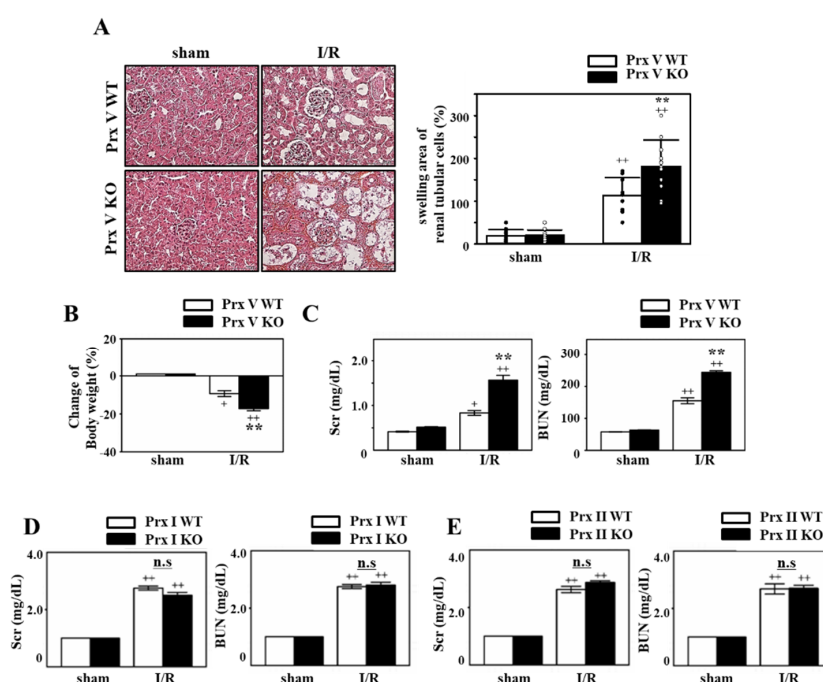 A
sham
I/R
Prx V WT
Prx V KO
Prx V WT
Prx V KO
swelling area of
renal tubular cells (%)
300
200
100
0
**
++
++
sham
I/R
B
Prx V WT
Prx V KO
Change of
Body weight (%)
20
0
-20
-40
+
++
**
sham
I/R
C
Prx V WT
Prx V KO
Scr (mg/dL)
2.0
1.0
0
+
**
++
sham
I/R
Prx V WT
Prx V KO
BUN (mg/dL)
300
200
100
0
++
**
++
sham
I/R
D
Prx I WT
Prx I KO
Scr (mg/dL)
4.0
2.0
0
n.s
++
++
sham
I/R
Prx I WT
Prx I KO
BUN (mg/dL)
4.0
2.0
0
n.s
++
++
sham
I/R
E
Prx II WT
Prx II KO
Scr (mg/dL)
4.0
2.0
0
n.s
++
++
sham
I/R
Prx II WT
Prx II KO
BUN (mg/dL)
4.0
2.0
0
n.s
++
++
sham
I/R